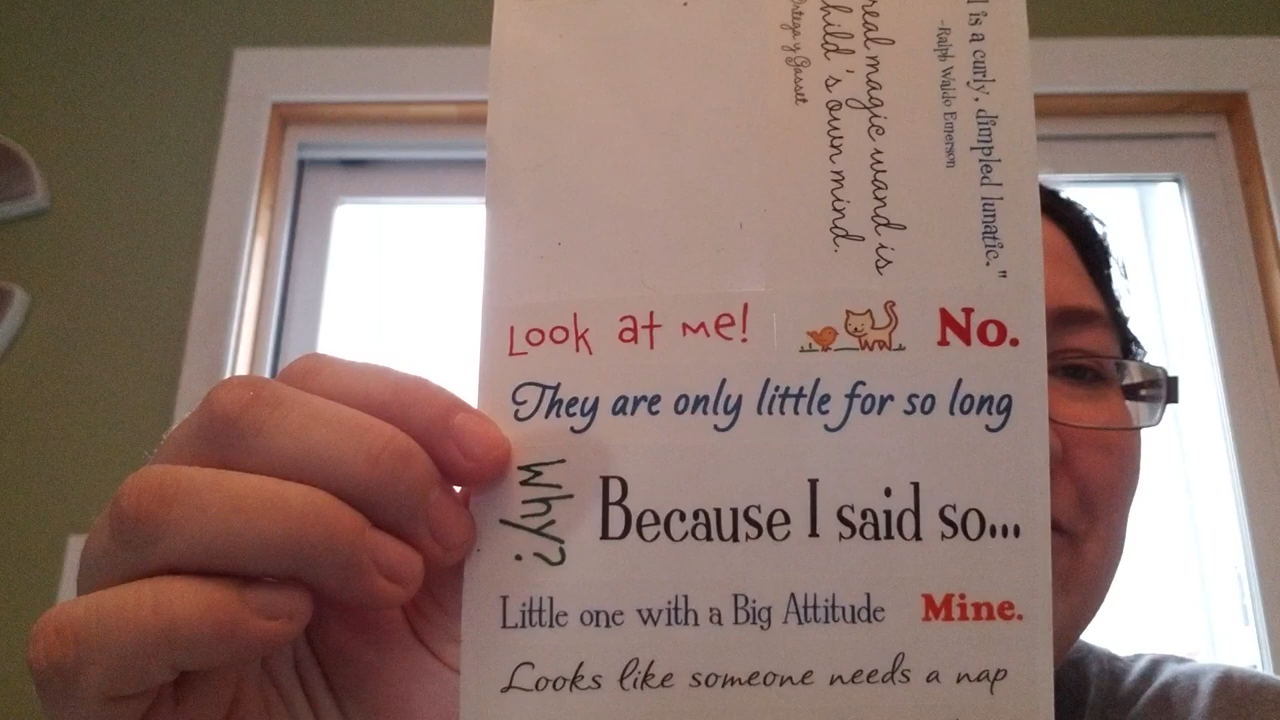 l is a curly, dimpled lunatic."
-Ralph Waldo Emerson
real magic wand is
child 's own mind.
Ortega y Gasset
Look at me! No.
They are only little for so long
Why? Because I said so...
Little one with a Big Attitude Mine.
Looks like someone needs a nap